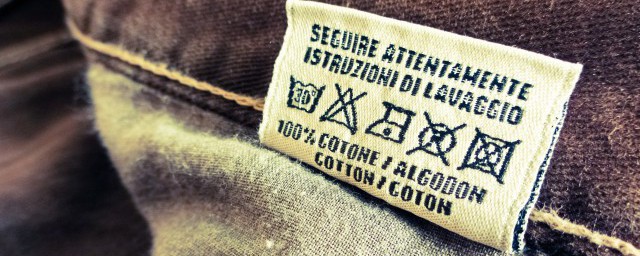 SEGUIRE ATTENTAMENTE
ISTRUZIONI DI LAVAGGIO
30°
100% COTONE / ALGODON
COTTON / COTON